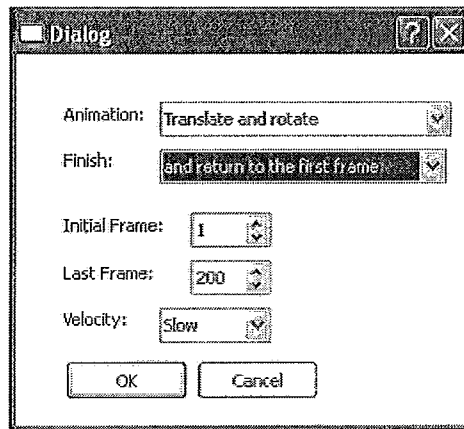 Dialog
Animation: Translate and rotate
Finish: and return to the first frame
Initial Frame: 1
Last Frame: 200
Velocity: Slow
OK Cancel